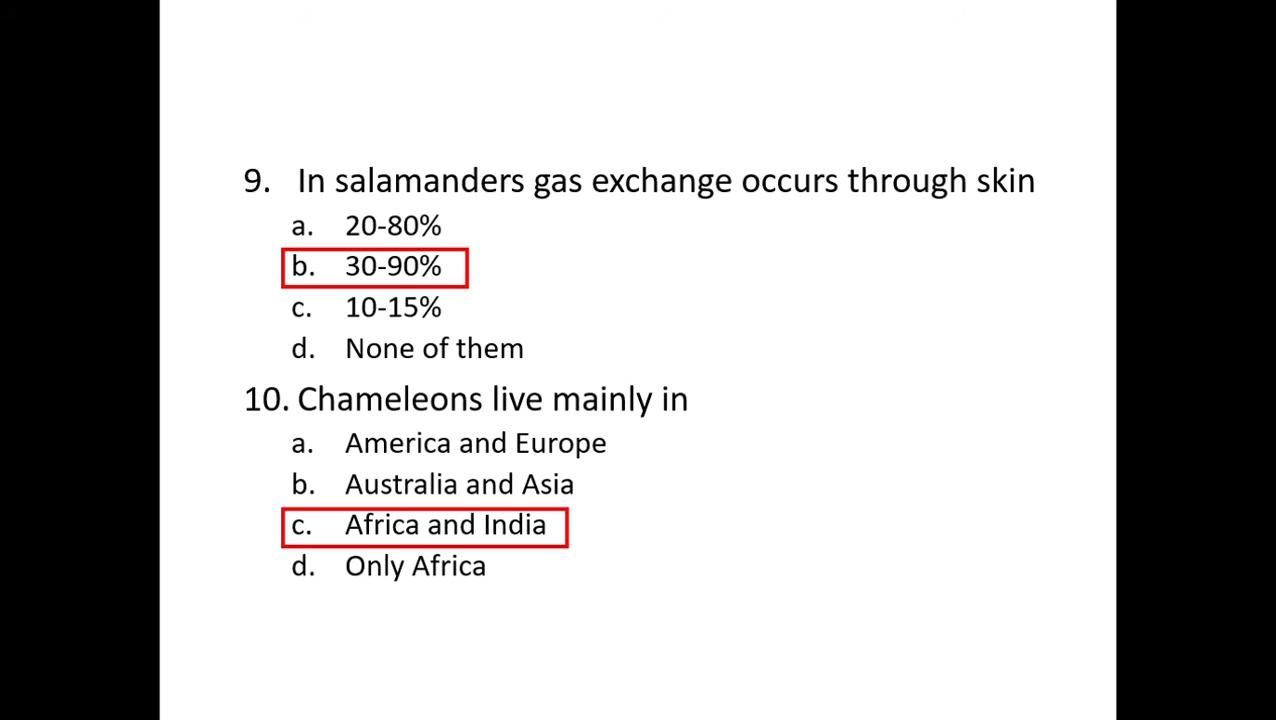 9. In salamanders gas exchange occurs through skin
a. 20-80%
b. 30-90%
c. 10-15%
d. None of them
10. Chameleons live mainly in
a. America and Europe
b. Australia and Asia
c. Africa and India
d. Only Africa